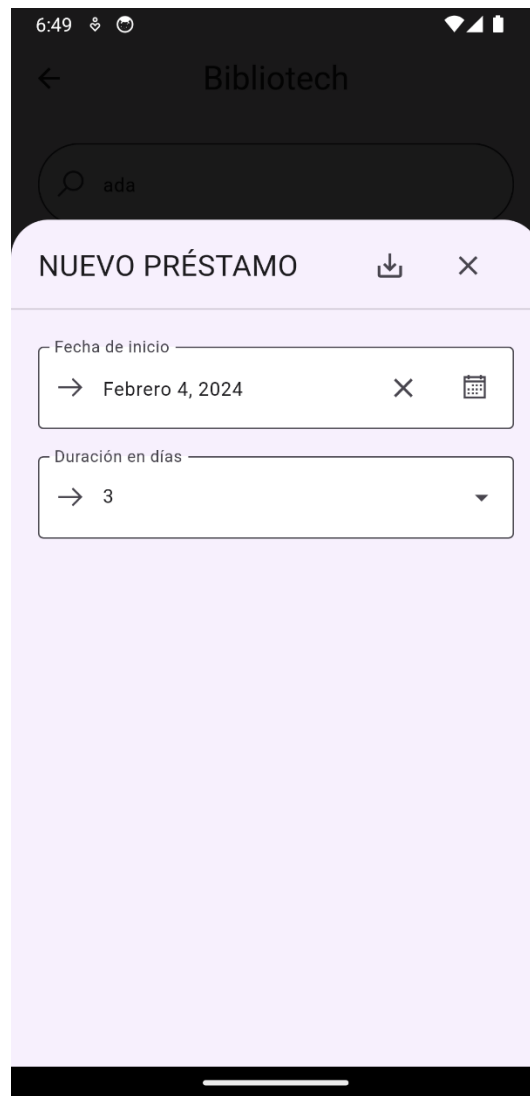 6:49
Bibliotech
ada
NUEVO PRÉSTAMO
Fecha de inicio
Febrero 4, 2024
Duración en días
3